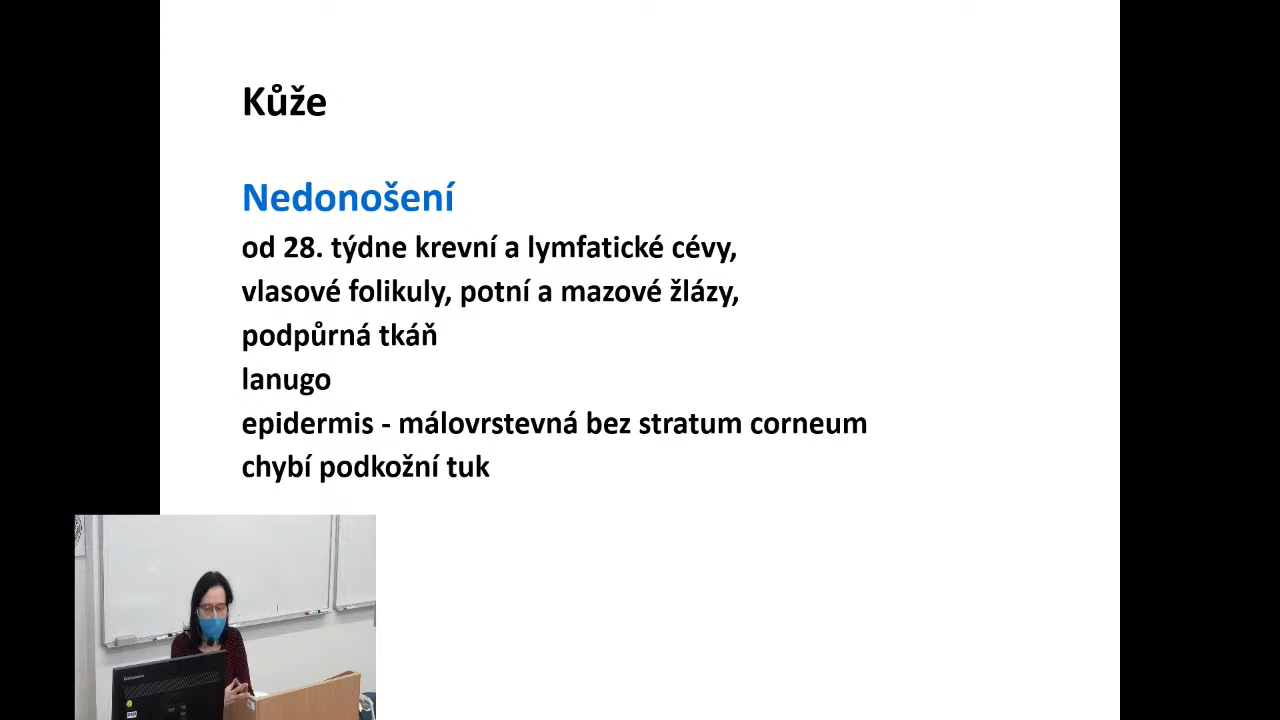 Kůže
Nedonošení
od 28. týdne krevní a lymfatické cévy,
vlasové folikuly, potní a mazové žlázy,
podpůrná tkáň
lanugo
epidermis - málovrstevná bez stratum corneum
chybí podkožní tuk